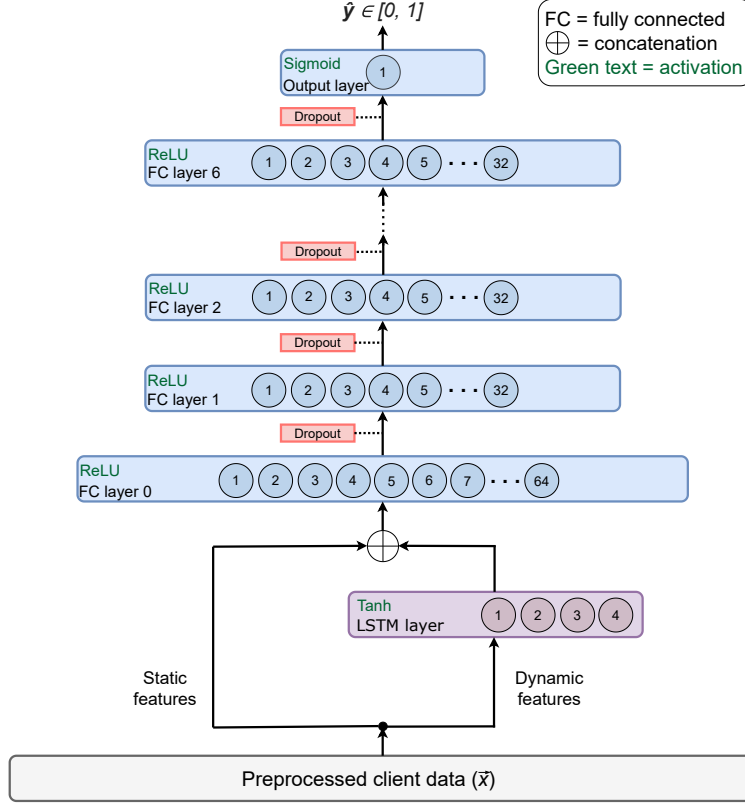 ŷ ∈ [0, 1]
FC = fully connected
⊕ = concatenation
Green text = activation
Sigmoid
Output layer
1
Dropout
ReLU
FC layer 6
1 2 3 4 5 · · · 32
Dropout
ReLU
FC layer 2
1 2 3 4 5 · · · 32
Dropout
ReLU
FC layer 1
1 2 3 4 5 · · · 32
Dropout
ReLU
FC layer 0
1 2 3 4 5 6 7 · · · 64
Tanh
LSTM layer
1 2 3 4
Static
features
Dynamic
features
Preprocessed client data (x⃗)